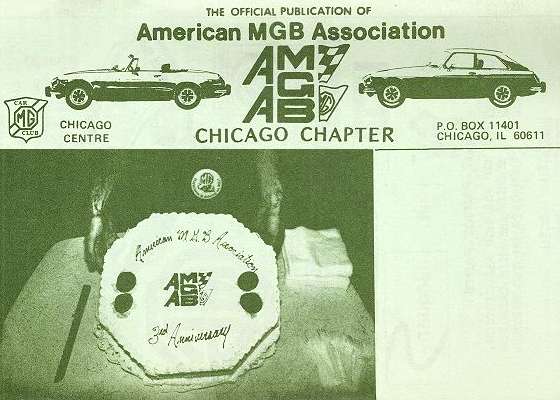 THE OFFICIAL PUBLICATION OF
American MGB Association
AM
G
AB
CAR
MG
CLUB
CHICAGO
CENTRE
CHICAGO CHAPTER
P.O. BOX 11401
CHICAGO, IL 60611
American M.G.B Association
AM
G
AB
3rd Anniversary